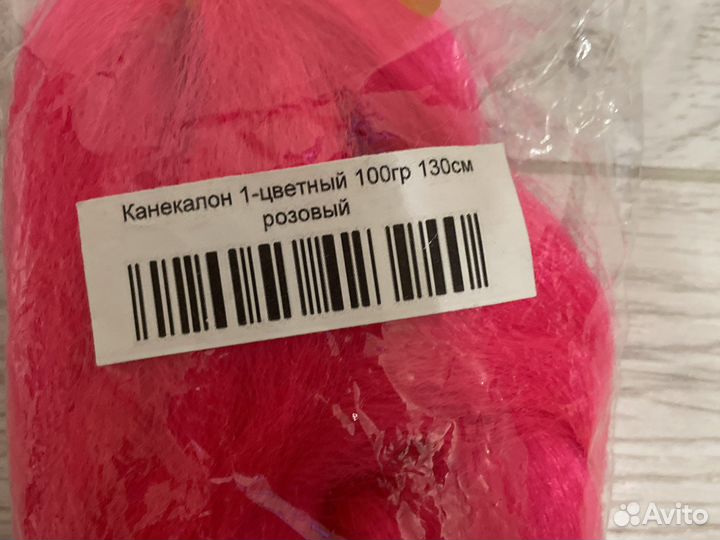 Канекалон 1-цветный 100гр 130см
розовый
Avito